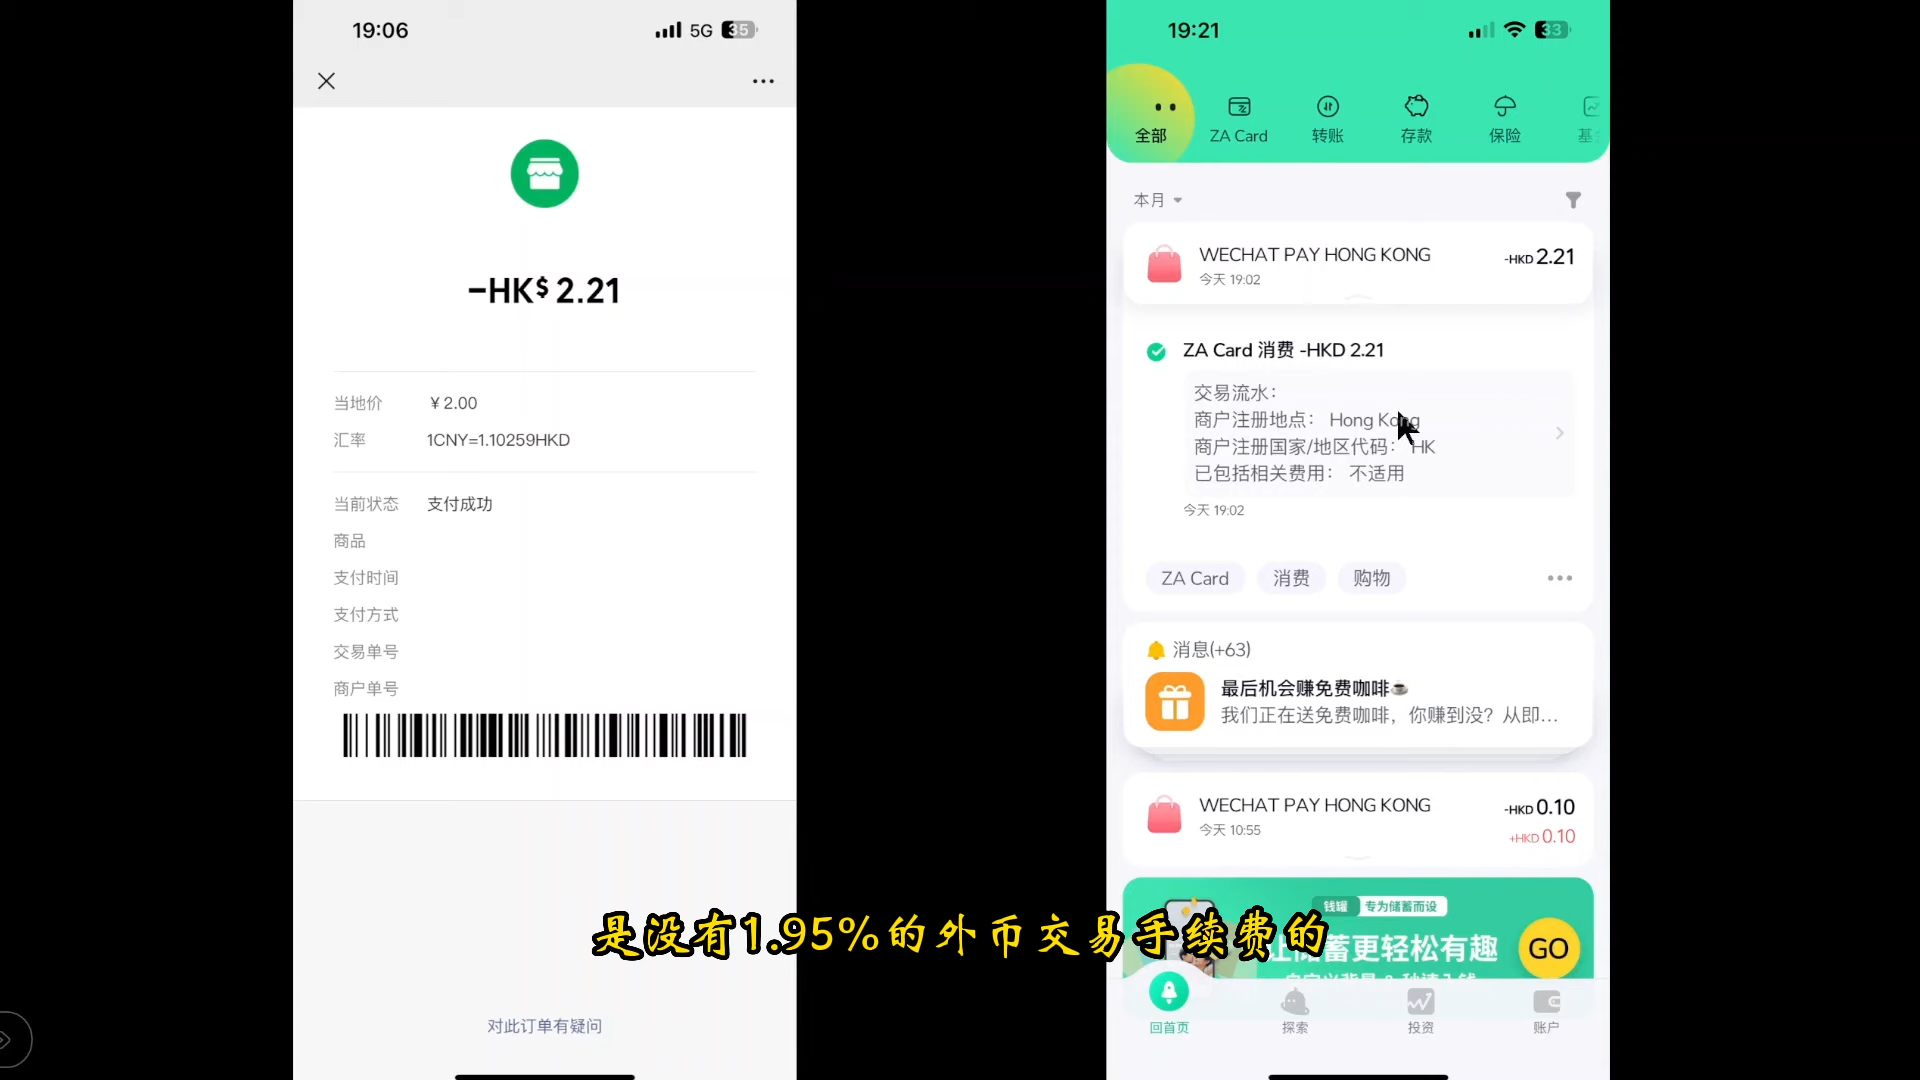 19:06
5G
35
-HK$ 2.21
当地价 ￥2.00
汇率 1CNY=1.10259HKD
当前状态 支付成功
商品
支付时间
支付方式
交易单号
商户单号
对此订单有疑问
19:21
33
全部
ZA Card
转账
存款
保险
本月
WECHAT PAY HONG KONG
-HKD 2.21
今天 19:02
ZA Card 消费 -HKD 2.21
交易流水：
商户注册地点： Hong Kong
商户注册国家/地区代码： HK
已包括相关费用： 不适用
今天 19:02
ZA Card
消费
购物
消息(+63)
最后机会赚免费咖啡☕
我们正在送免费咖啡，你赚到没？从即...
WECHAT PAY HONG KONG
-HKD 0.10
今天 10:55
+HKD 0.10
钱罐 专为储蓄而设
储蓄更轻松有趣
GO
是没有1.95%的外币交易手续费的
回首页
探索
投资
账户